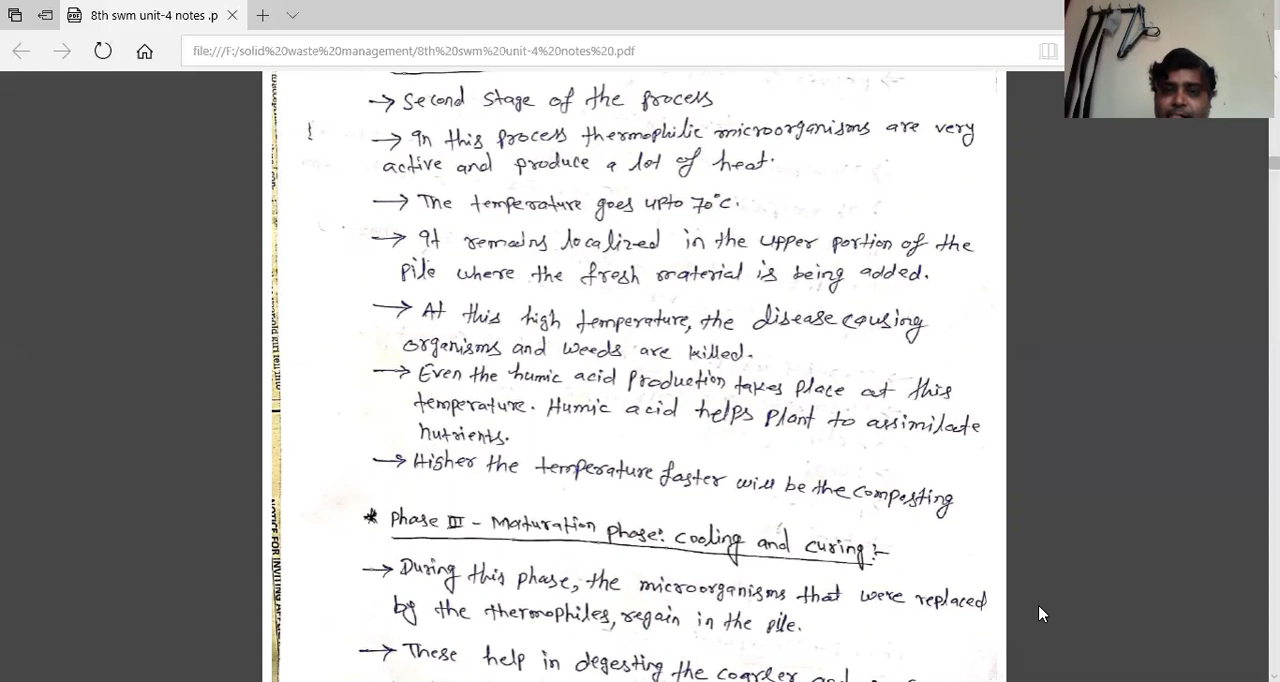 8th swm unit-4 notes .p
file:///F:/solid%20waste%20management/8th%20swm%20unit-4%20notes%20.pdf
→ Second stage of the process
→ In this process thermophilic microorganisms are very
active and produce a lot of heat.
→ The temperature goes upto 70°C.
→ It remains localized in the upper portion of the
pile where the fresh material is being added.
→ At this high temperature, the disease causing
organisms and weeds are killed.
→ Even the humic acid production takes place at this
temperature. Humic acid helps plant to assimilate
nutrients.
→ Higher the temperature faster will be the composting
* Phase III - Maturation phase: cooling and curing:-
→ During this phase, the microorganisms that were replaced
by the thermophiles, regain in the pile.
→ These help in degesting the coarser and
NOTICE FOR INVITING